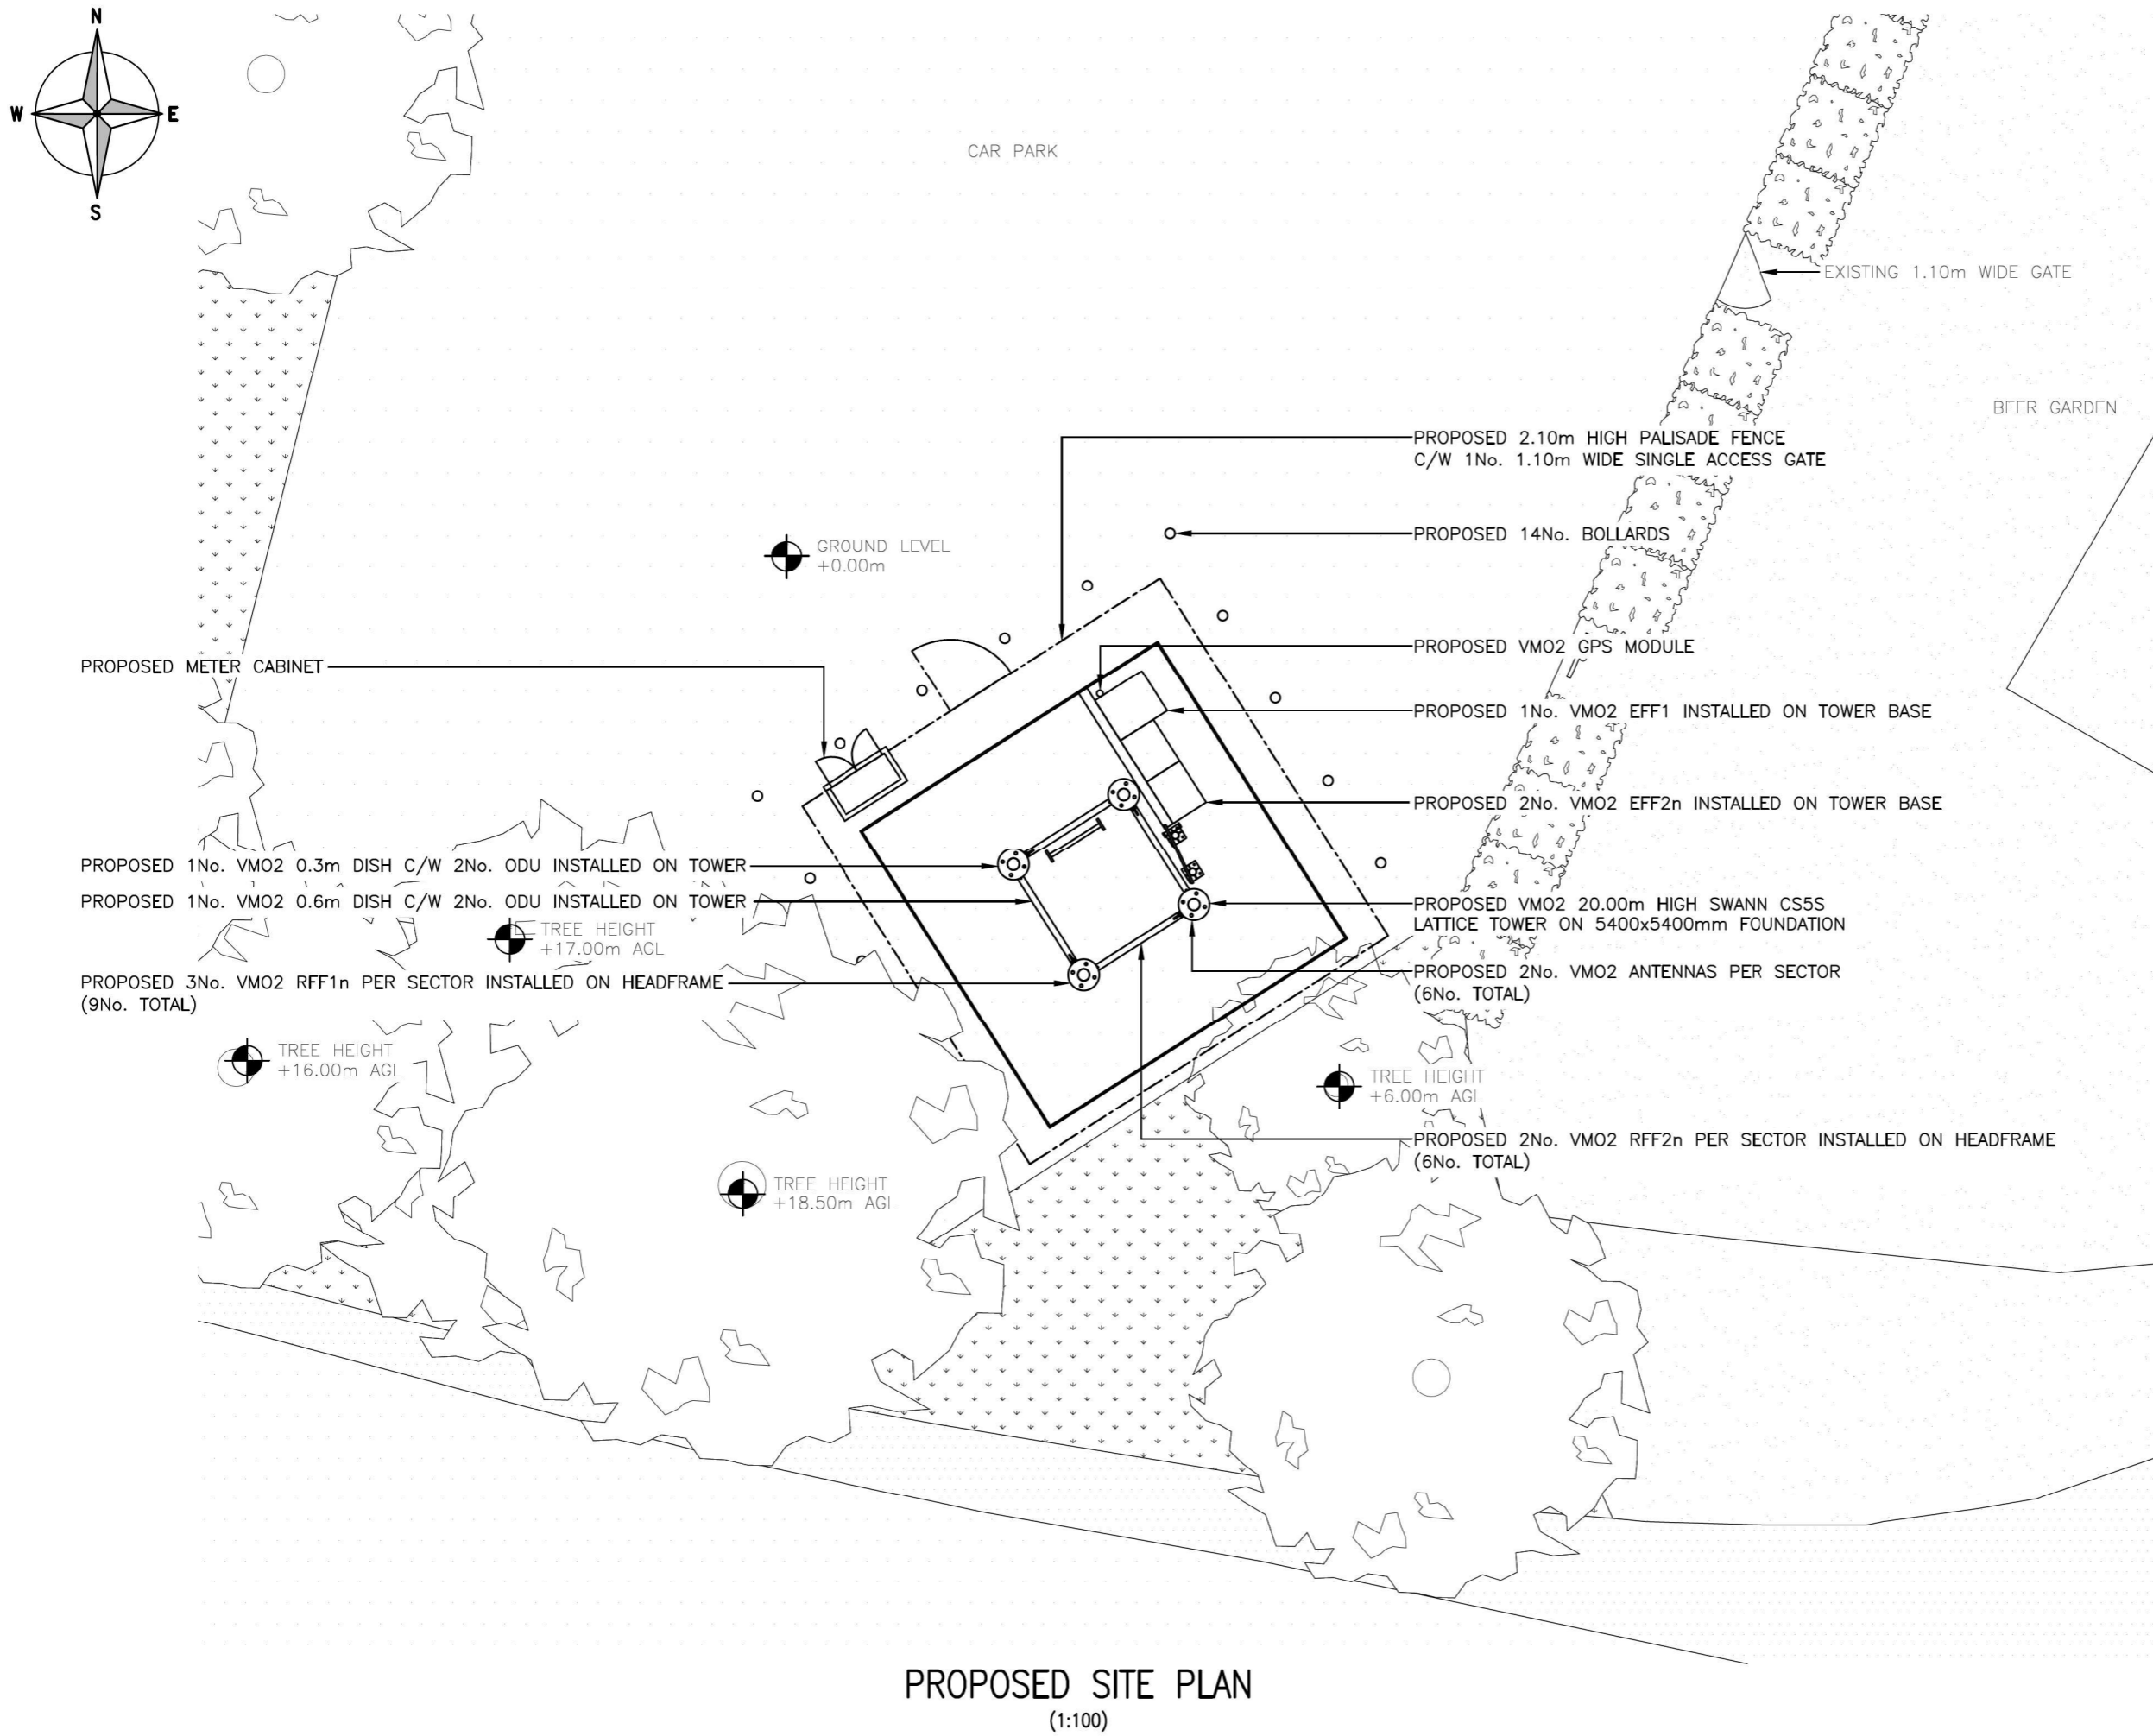 N
W
E
S
CAR PARK
EXISTING 1.10m WIDE GATE
BEER GARDEN
PROPOSED 2.10m HIGH PALISADE FENCE
C/W 1No. 1.10m WIDE SINGLE ACCESS GATE
PROPOSED 14No. BOLLARDS
GROUND LEVEL
+0.00m
PROPOSED VMO2 GPS MODULE
PROPOSED METER CABINET
PROPOSED 1No. VMO2 EFF1 INSTALLED ON TOWER BASE
PROPOSED 2No. VMO2 EFF2n INSTALLED ON TOWER BASE
PROPOSED 1No. VMO2 0.3m DISH C/W 2No. ODU INSTALLED ON TOWER
PROPOSED 1No. VMO2 0.6m DISH C/W 2No. ODU INSTALLED ON TOWER
PROPOSED VMO2 20.00m HIGH SWANN CS5S
LATTICE TOWER ON 5400x5400mm FOUNDATION
TREE HEIGHT
+17.00m AGL
PROPOSED 2No. VMO2 ANTENNAS PER SECTOR
(6No. TOTAL)
PROPOSED 3No. VMO2 RFF1n PER SECTOR INSTALLED ON HEADFRAME
(9No. TOTAL)
TREE HEIGHT
+16.00m AGL
TREE HEIGHT
+6.00m AGL
PROPOSED 2No. VMO2 RFF2n PER SECTOR INSTALLED ON HEADFRAME
(6No. TOTAL)
TREE HEIGHT
+18.50m AGL
PROPOSED SITE PLAN
(1:100)